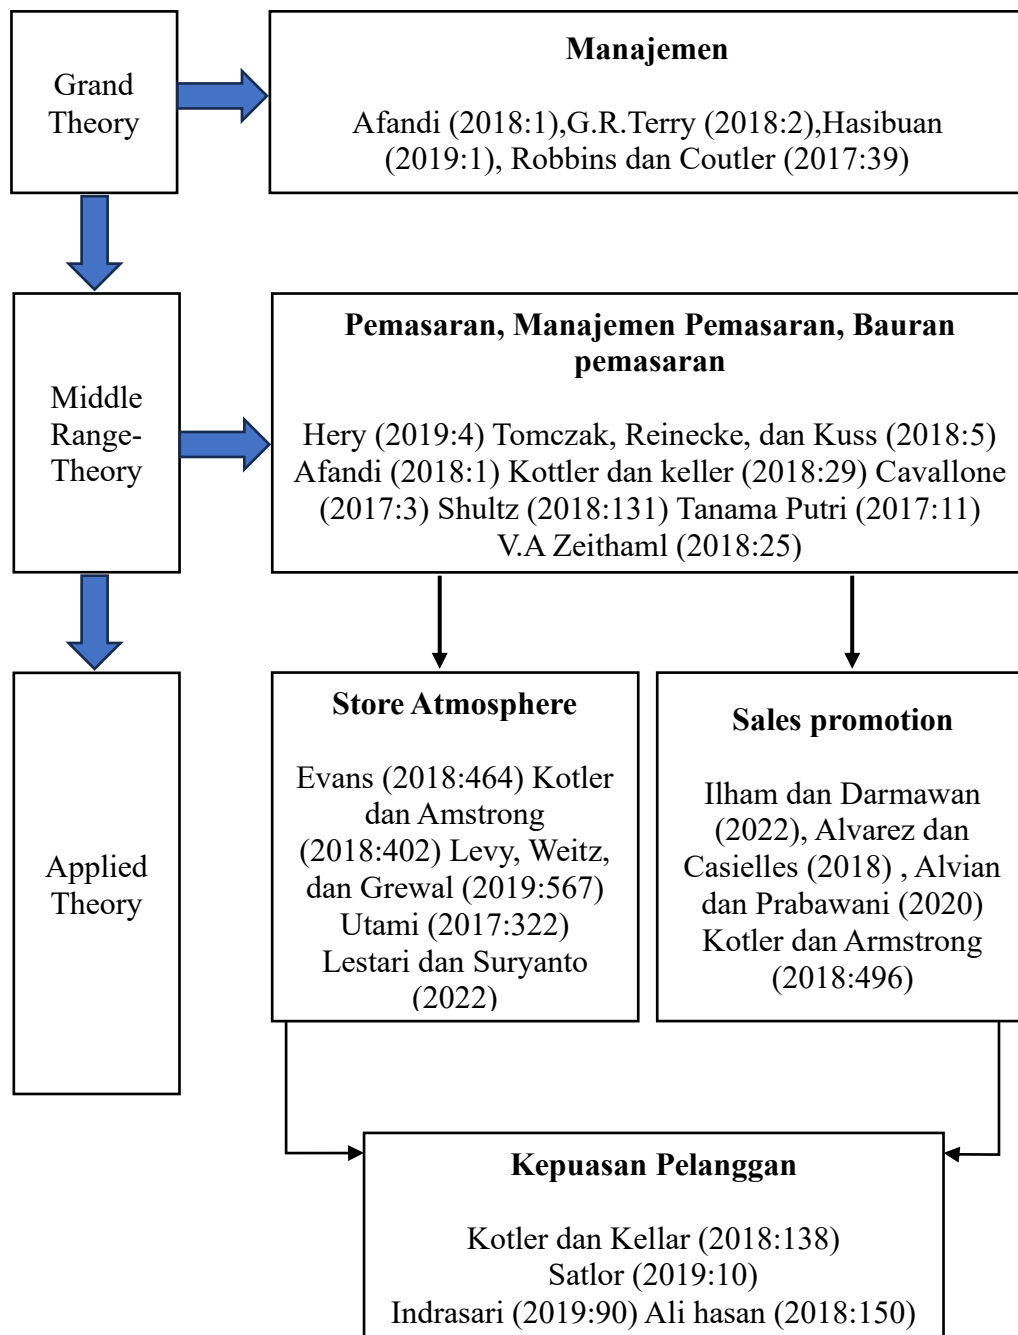 Grand
Theory
Manajemen
Afandi (2018:1),G.R.Terry (2018:2),Hasibuan
(2019:1), Robbins dan Coutler (2017:39)
Middle
Range-
Theory
Pemasaran, Manajemen Pemasaran, Bauran
pemasaran
Hery (2019:4) Tomczak, Reinecke, dan Kuss (2018:5)
Afandi (2018:1) Kottler dan keller (2018:29) Cavallone
(2017:3) Shultz (2018:131) Tanama Putri (2017:11)
V.A Zeithaml (2018:25)
Applied
Theory
Store Atmosphere
Evans (2018:464) Kotler
dan Amstrong
(2018:402) Levy, Weitz,
dan Grewal (2019:567)
Utami (2017:322)
Lestari dan Suryanto
(2022)
Sales promotion
Ilham dan Darmawan
(2022), Alvarez dan
Casielles (2018) , Alvian
dan Prabawani (2020)
Kotler dan Armstrong
(2018:496)
Kepuasan Pelanggan
Kotler dan Kellar (2018:138)
Satlor (2019:10)
Indrasari (2019:90) Ali hasan (2018:150)